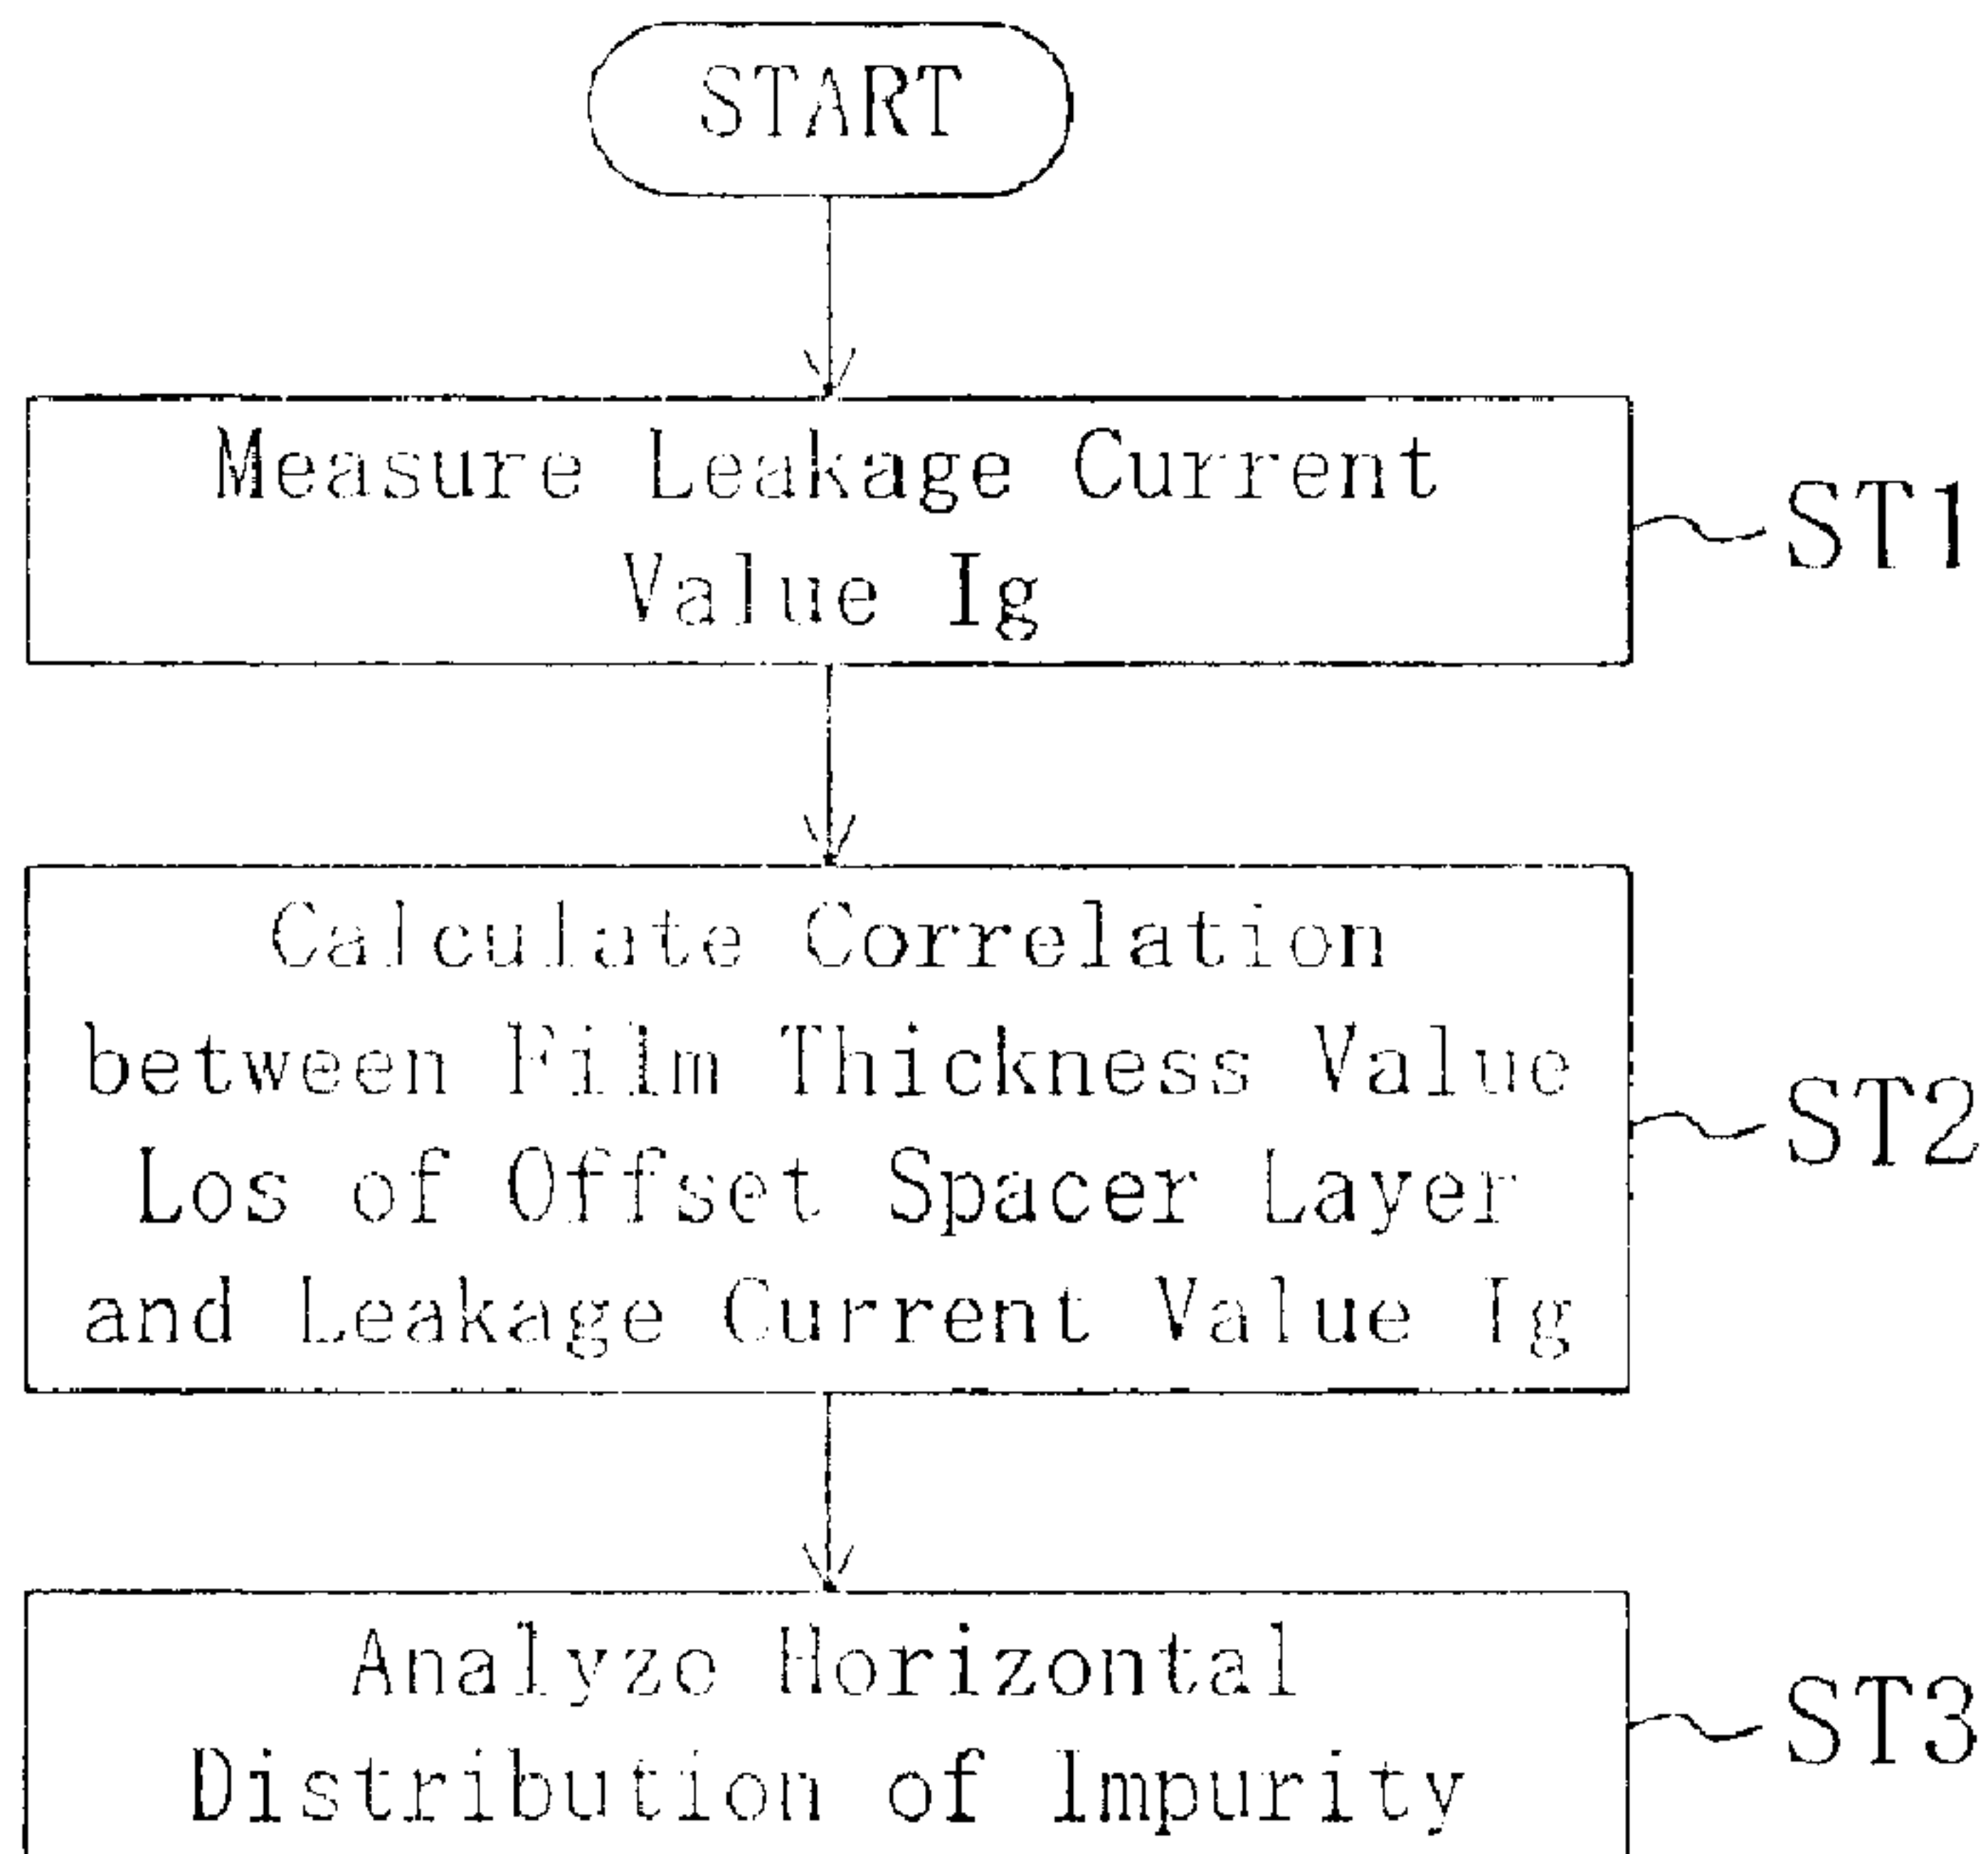 START
Measure Leakage Current
Value Ig
ST1
Calculate Correlation
between Film Thickness Value
Los of Offset Spacer Layer
and Leakage Current Value Ig
ST2
Analyze Horizontal
Distribution of Impurity
ST3